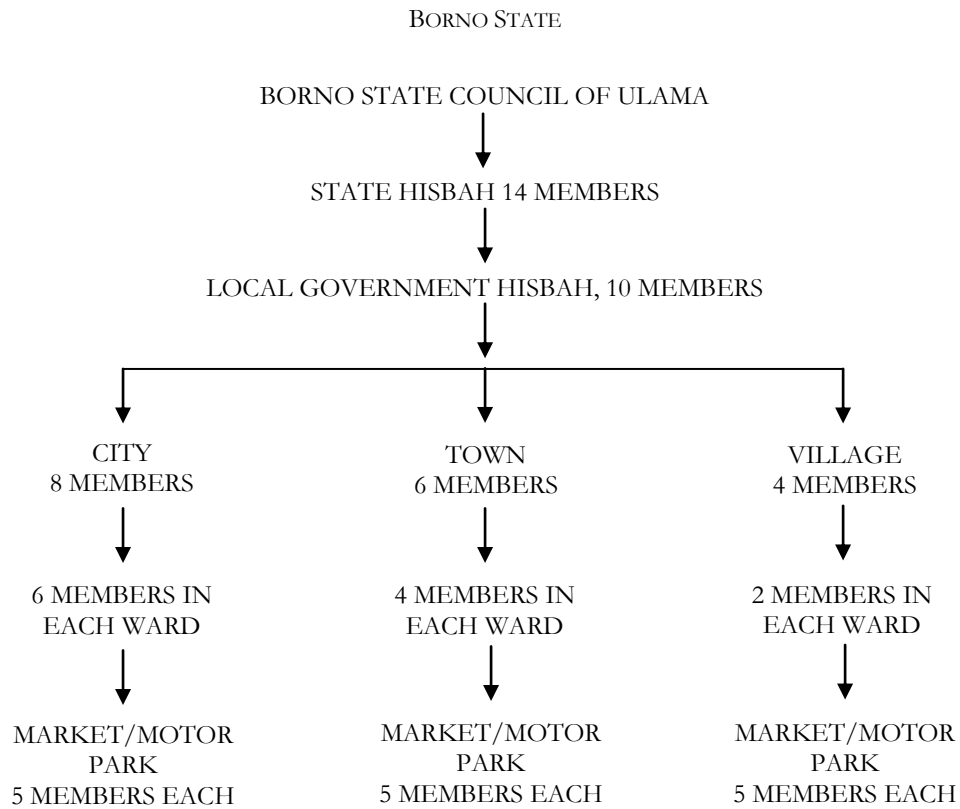 BORNO STATE
BORNO STATE COUNCIL OF ULAMA
STATE HISBAH 14 MEMBERS
LOCAL GOVERNMENT HISBAH, 10 MEMBERS
CITY
8 MEMBERS
TOWN
6 MEMBERS
VILLAGE
4 MEMBERS
6 MEMBERS IN
EACH WARD
4 MEMBERS IN
EACH WARD
2 MEMBERS IN
EACH WARD
MARKET/MOTOR
PARK
5 MEMBERS EACH
MARKET/MOTOR
PARK
5 MEMBERS EACH
MARKET/MOTOR
PARK
5 MEMBERS EACH